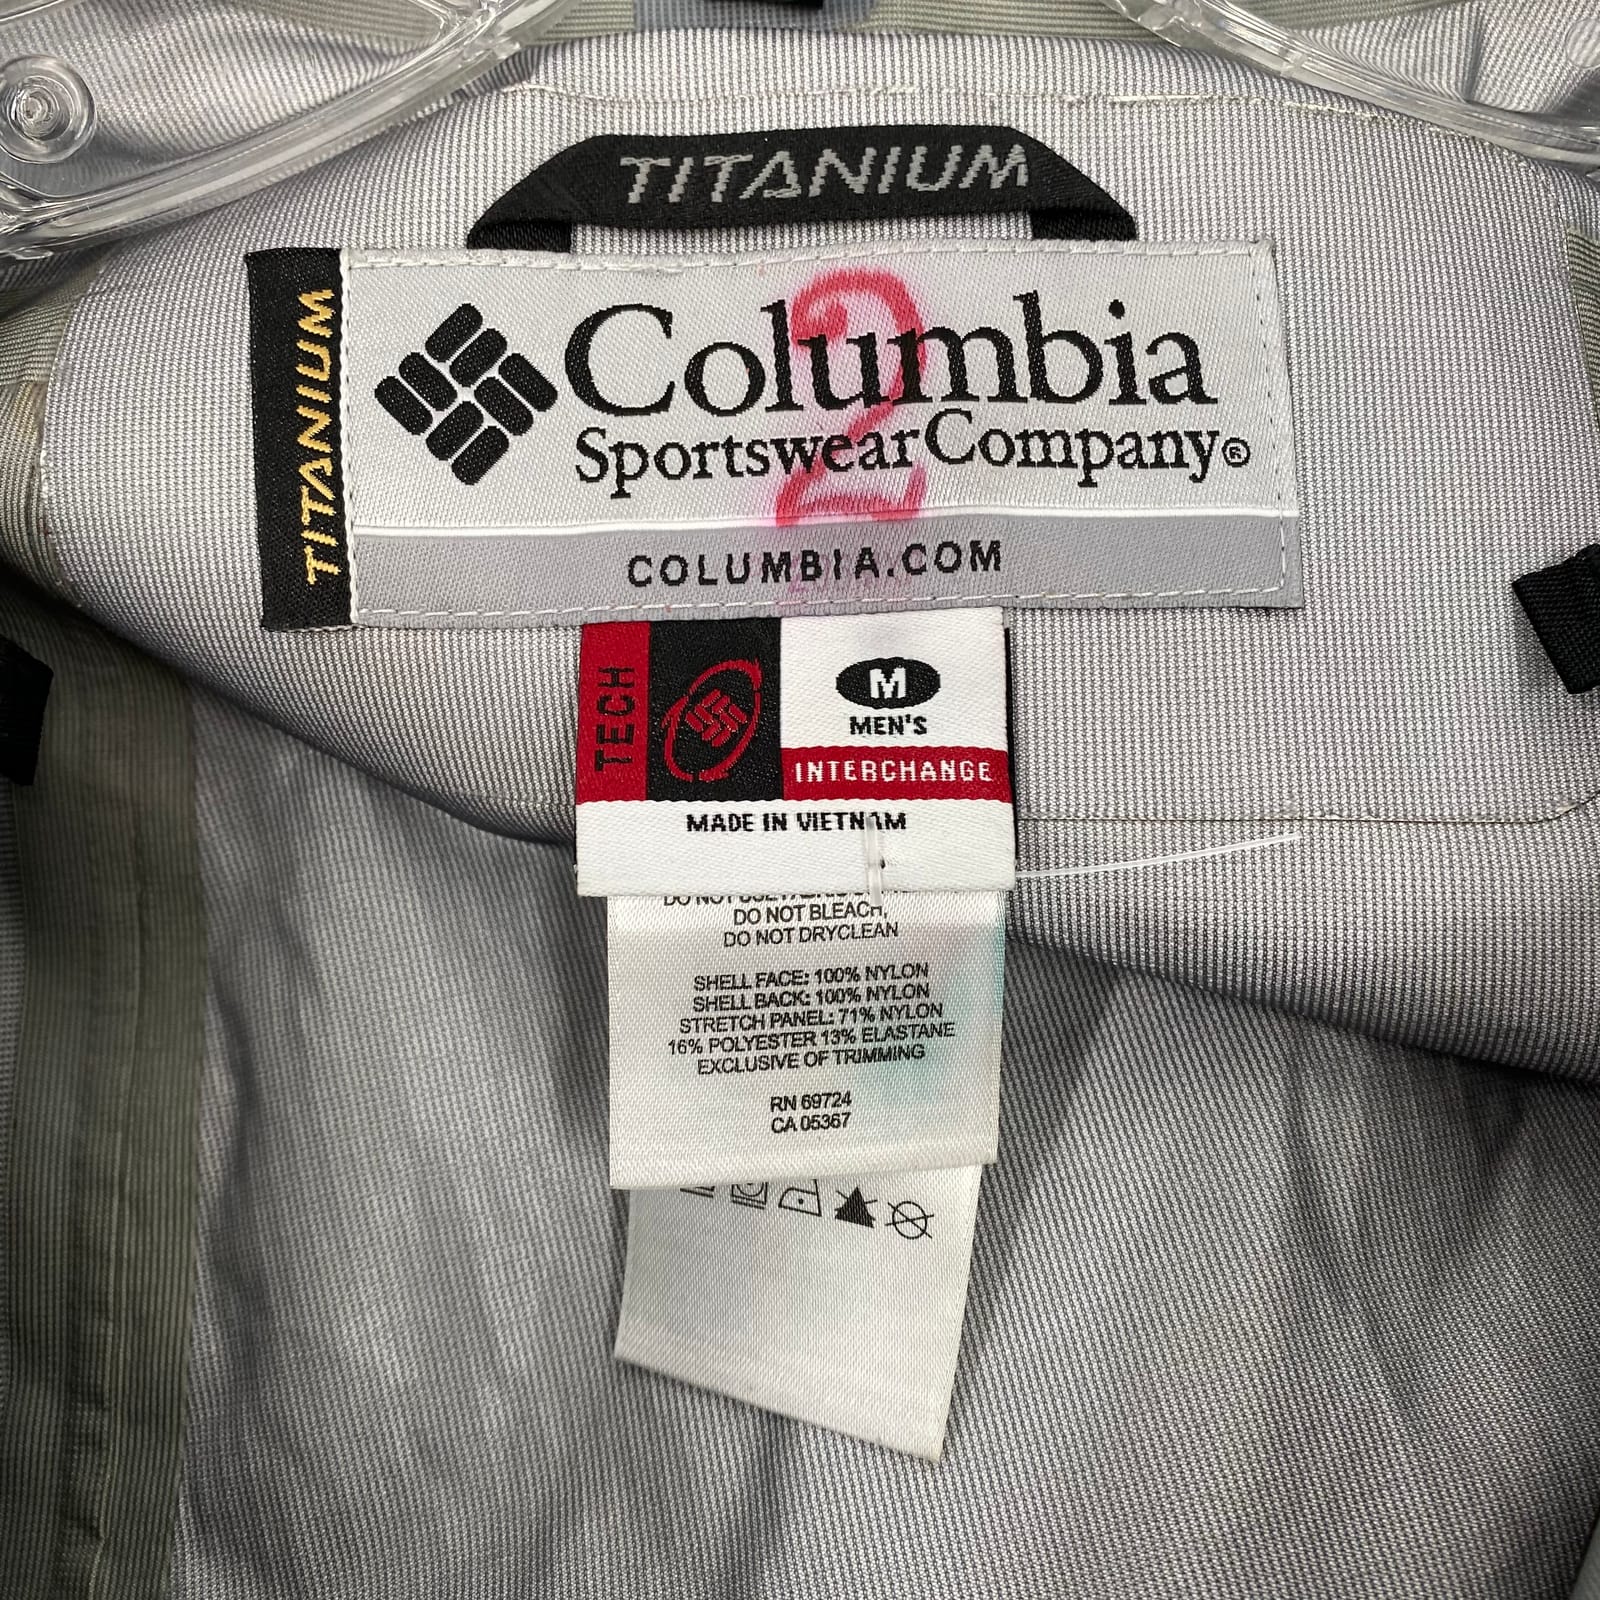 TITANIUM
TITANIUM
Columbia
Sportswear Company®
COLUMBIA.COM
2
TECH
M
MEN'S
INTERCHANGE
MADE IN VIETNAM
DO NOT
DO NOT BLEACH,
DO NOT DRYCLEAN
SHELL FACE: 100% NYLON
SHELL BACK: 100% NYLON
STRETCH PANEL: 71% NYLON
16% POLYESTER 13% ELASTANE
EXCLUSIVE OF TRIMMING
RN 69724
CA 05367